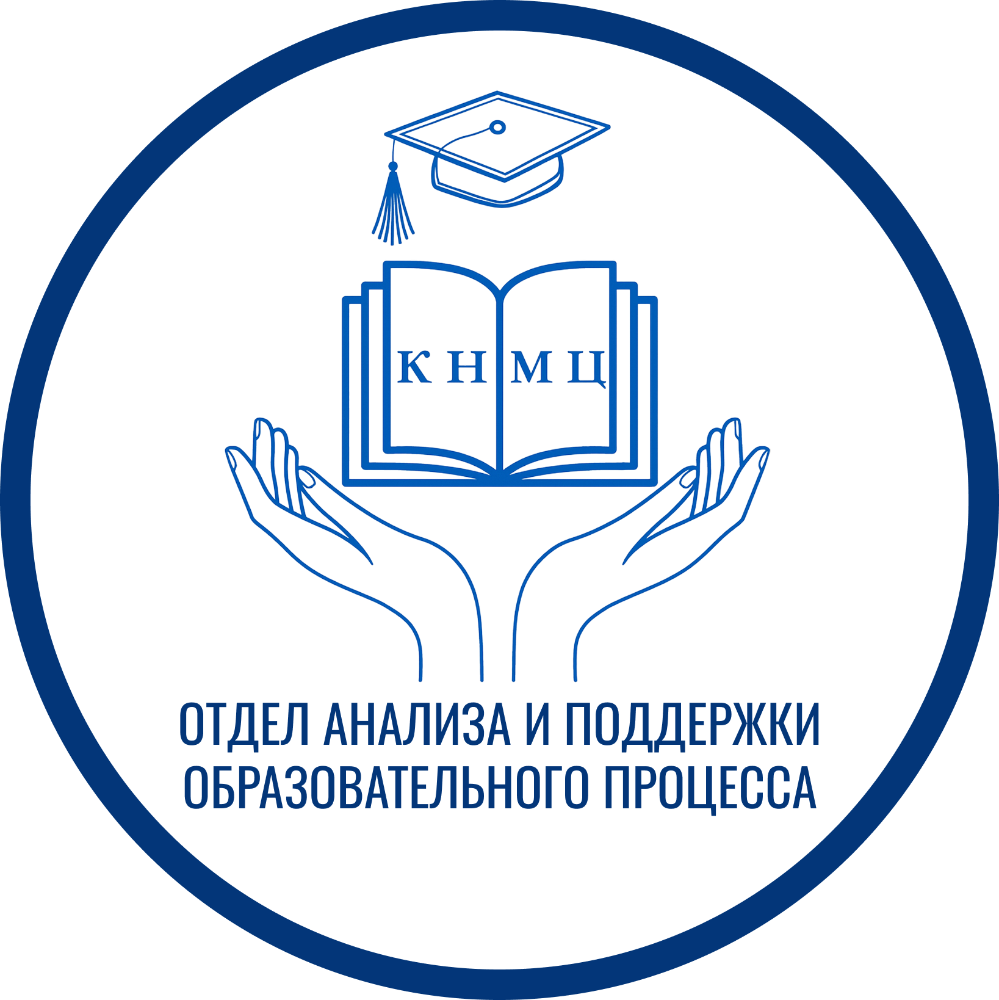 КНМЦ
ОТДЕЛ АНАЛИЗА И ПОДДЕРЖКИ
ОБРАЗОВАТЕЛЬНОГО ПРОЦЕССА